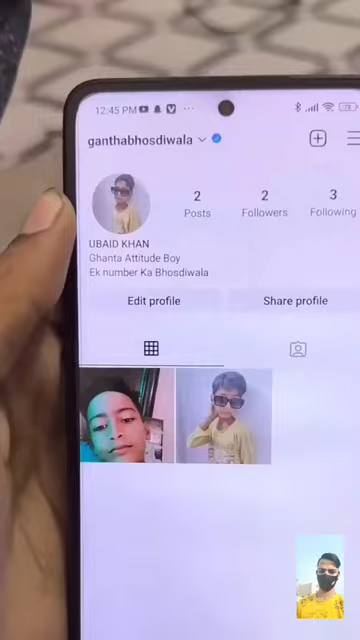 12:45 PM
78
ganthabhosdiwala
2 2 3
Posts Followers Following
UBAID KHAN
Ghanta Attitude Boy
Ek number Ka Bhosdiwala
Edit profile Share profile